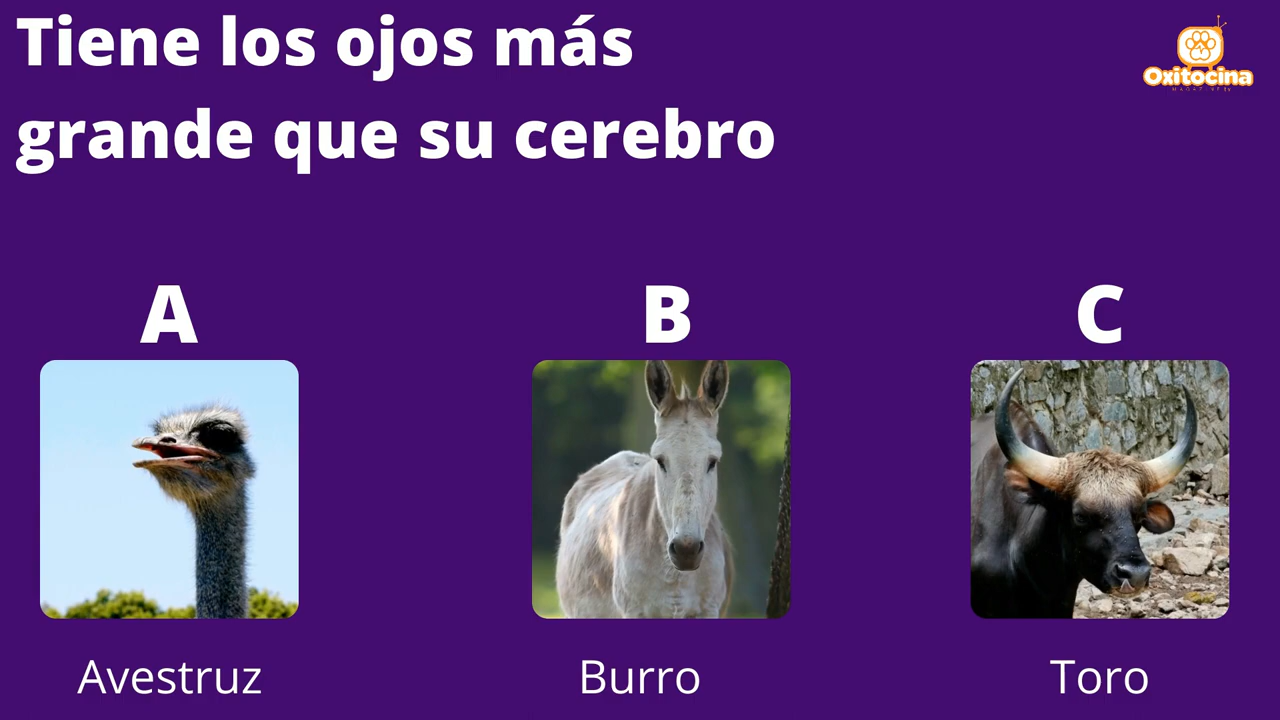 Tiene los ojos más
grande que su cerebro
Oxitocina
A
B
C
Avestruz
Burro
Toro